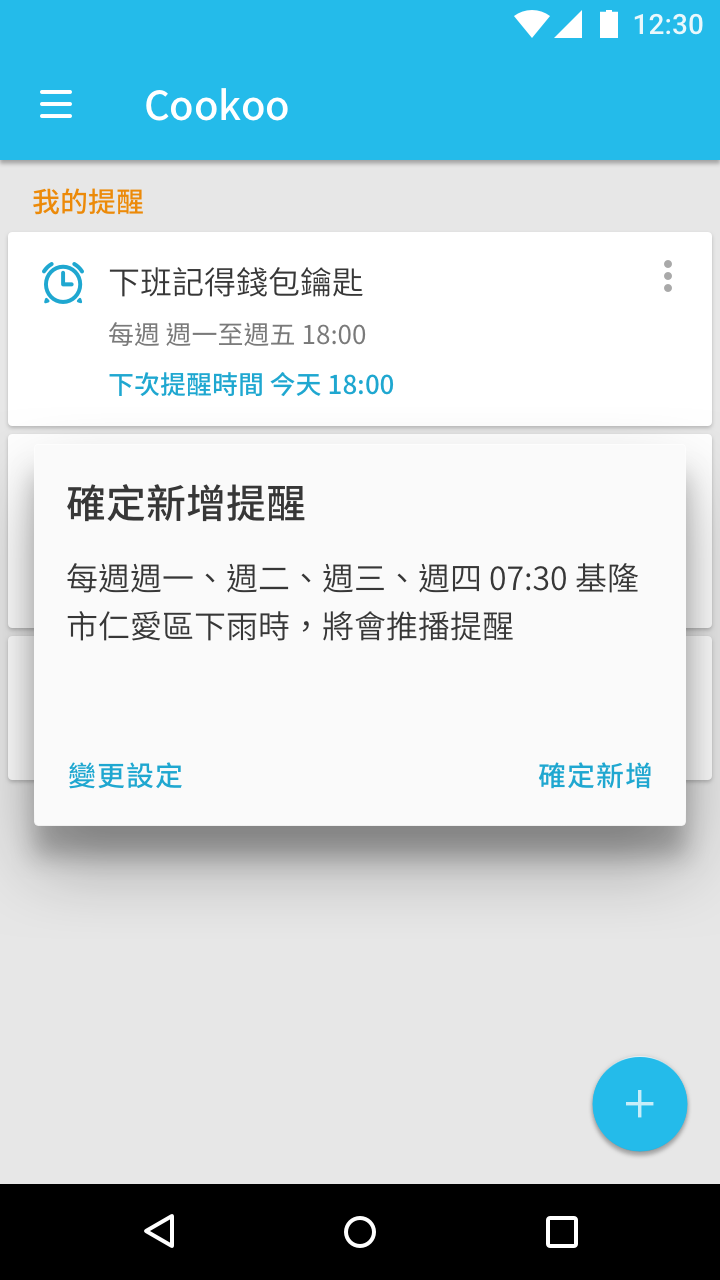 12:30
Cookoo
我的提醒
下班記得錢包鑰匙
每週 週一至週五 18:00
下次提醒時間 今天 18:00
確定新增提醒
每週週一、週二、週三、週四 07:30 基隆
市仁愛區下雨時，將會推播提醒
變更設定
確定新增